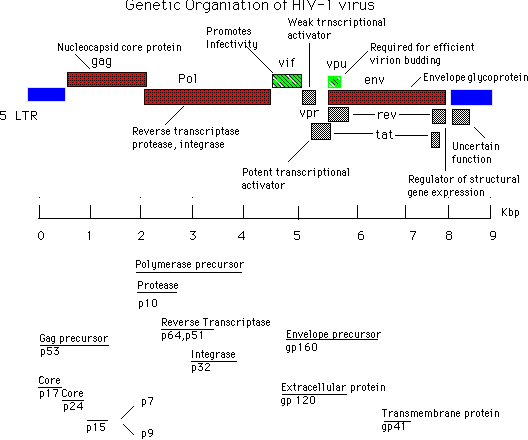 Genetic Organiation of HIV-1 virus
Nucleocapsid core protein
gag
Promotes
Infectivity
vif
Weak trnscriptional
activator
vpu
Required for efficient
virion budding
Pol
env
Envelope glycoprotein
5 LTR
Reverse transcriptase
protease, integrase
vpr
rev
tat
Potent transcriptional
activator
Uncertain
function
Regulator of structural
gene expression
Kbp
0 1 2 3 4 5 6 7 8 9
Polymerase precursor
Protease
p10
Reverse Transcriptase
p64,p51
Integrase
p32
Gag precursor
p53
Envelope precursor
gp160
Core
p17
Core
p24
p15
p7
p9
Extracellular protein
gp 120
Transmembrane protein
gp41